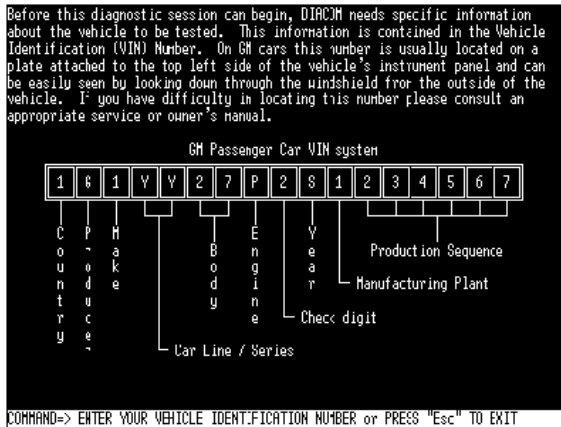 Before this diagnostic session can begin, DIACOM needs specific information
about the vehicle to be tested. This information is contained in the Vehicle
Identification (VIN) Number. On GM cars this number is usually located on a
plate attached to the top left side of the vehicle's instrument panel and can
be easily seen by looking down through the windshield from the outside of the
vehicle. If you have difficulty in locating this number please consult an
appropriate service or owner's manual.
GM Passenger Car VIN system
1 G 1 Y Y 2 7 P 2 S 1 2 3 4 5 6 7
Country
Producer
Make
Car Line / Series
Body
Engine
Check digit
Year
Manufacturing Plant
Production Sequence
COMMAND=> ENTER YOUR VEHICLE IDENTIFICATION NUMBER or PRESS "Esc" TO EXIT